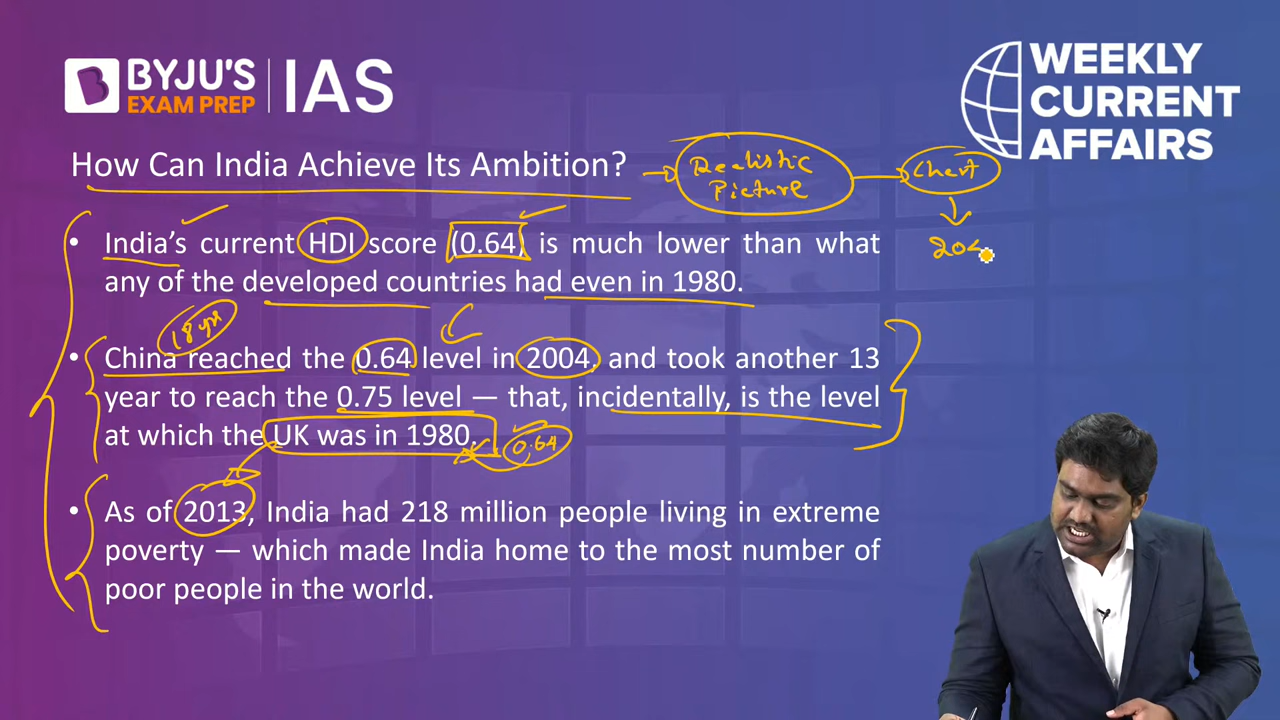 BYJU'S
EXAM PREP
IAS
WEEKLY
CURRENT
AFFAIRS
How Can India Achieve Its Ambition?
Realistic
Picture
Chart
204
• India's current HDI score (0.64) is much lower than what
any of the developed countries had even in 1980.
18 yrs
• China reached the 0.64 level in 2004, and took another 13
year to reach the 0.75 level — that, incidentally, is the level
at which the UK was in 1980.
0.64
• As of 2013, India had 218 million people living in extreme
poverty — which made India home to the most number of
poor people in the world.